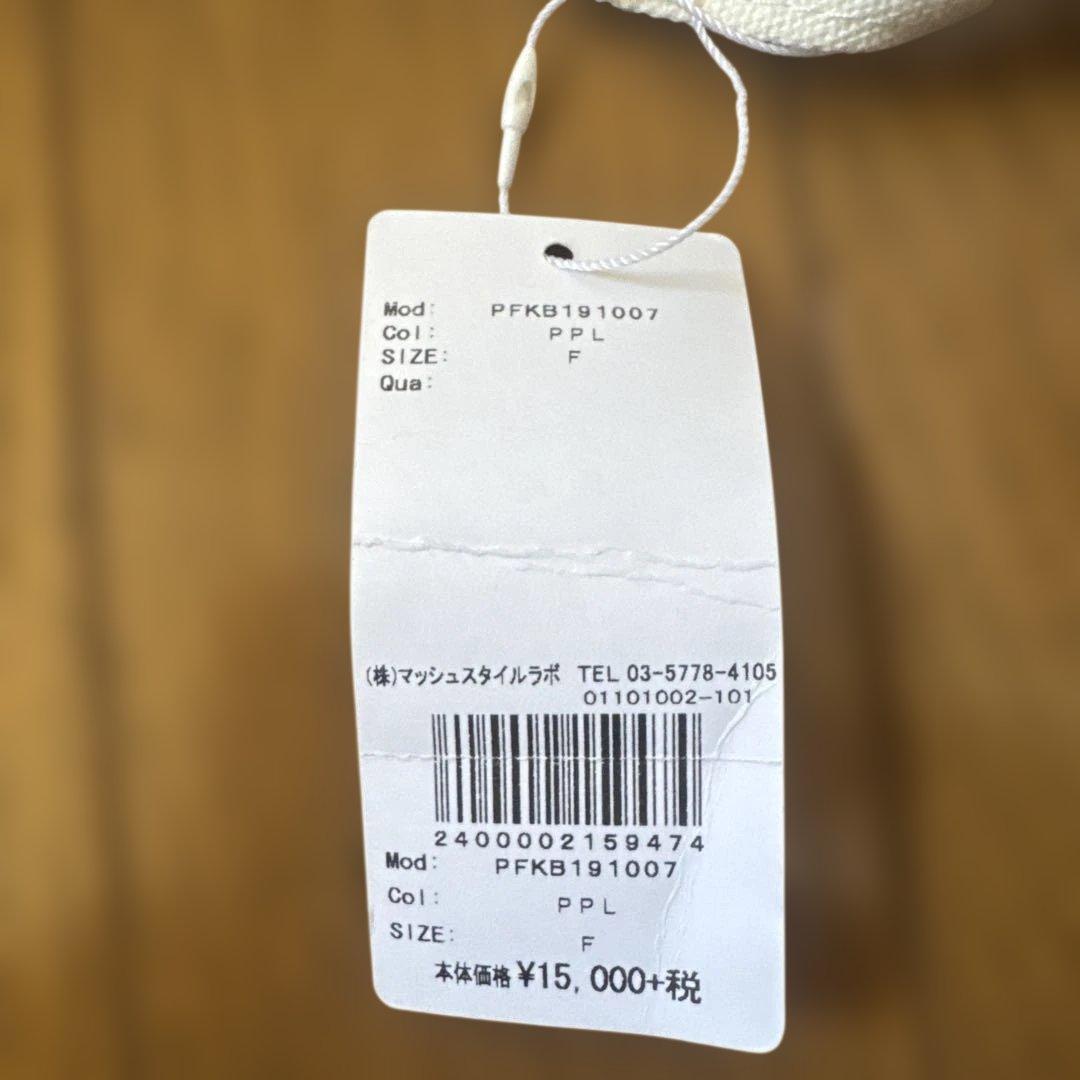 Mod: PFKB191007
Col: PPL
SIZE: F
Qua:
(株)マッシュスタイルラボ TEL 03-5778-4105
01101002-101
2400002159474
Mod: PFKB191007
Col: PPL
SIZE: F
本体価格 ¥15,000+税